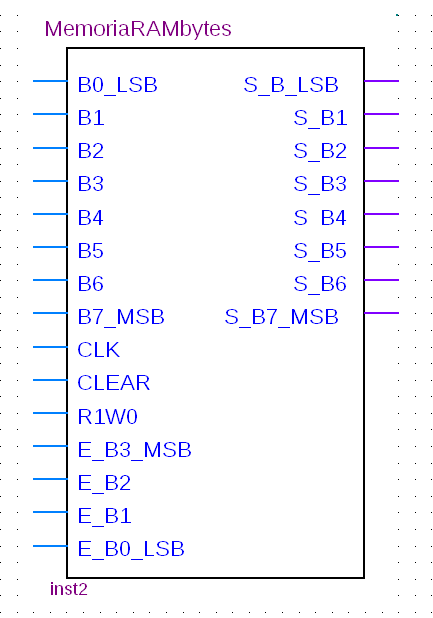 MemoriaRAMbytes
B0_LSB S_B_LSB
B1 S_B1
B2 S_B2
B3 S_B3
B4 S B4
B5 S_B5
B6 S_B6
B7_MSB S_B7_MSB
CLK
CLEAR
R1W0
E_B3_MSB
E_B2
E_B1
E_B0_LSB
inst2